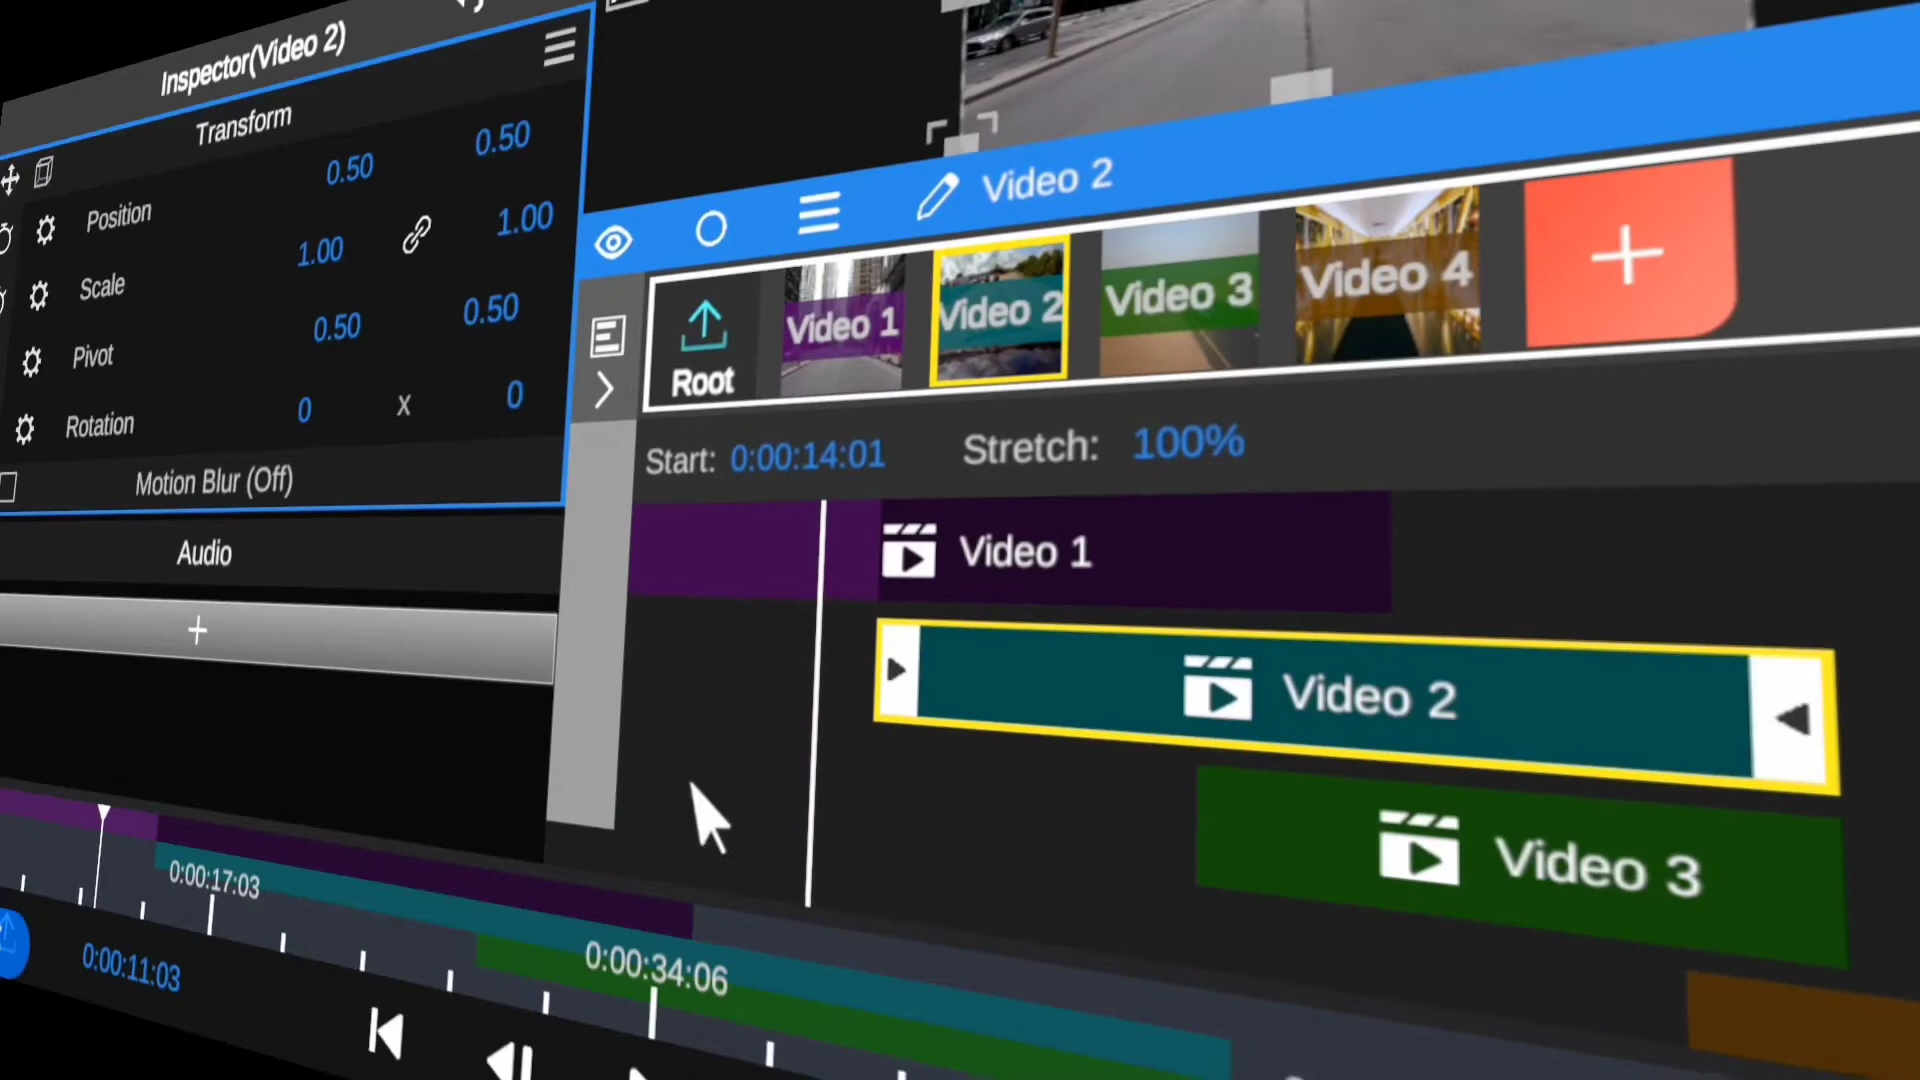 Inspector(Video 2)
Transform
Position 0.50 0.50
Scale 1.00 1.00
Pivot 0.50 0.50
Rotation 0 x 0
Motion Blur (Off)
Audio
+
Video 2
Root
Video 1
Video 2
Video 3
Video 4
+
Start: 0:00:14:01 Stretch: 100%
Video 1
Video 2
Video 3
0:00:17:03
0:00:34:06
0:00:11:03